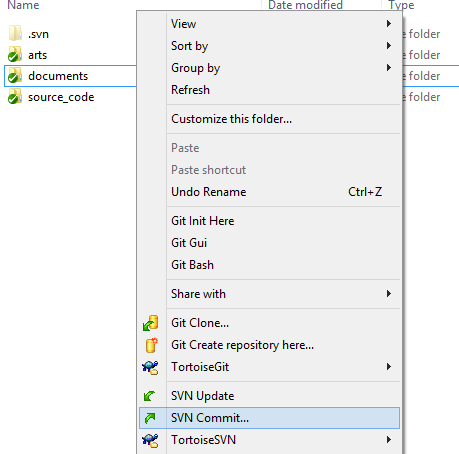 Name Date modified Type
.svn e folder
arts e folder
documents e folder
source_code e folder
View
Sort by
Group by
Refresh
Customize this folder...
Paste
Paste shortcut
Undo Rename Ctrl+Z
Git Init Here
Git Gui
Git Bash
Share with
Git Clone...
Git Create repository here...
TortoiseGit
SVN Update
SVN Commit...
TortoiseSVN